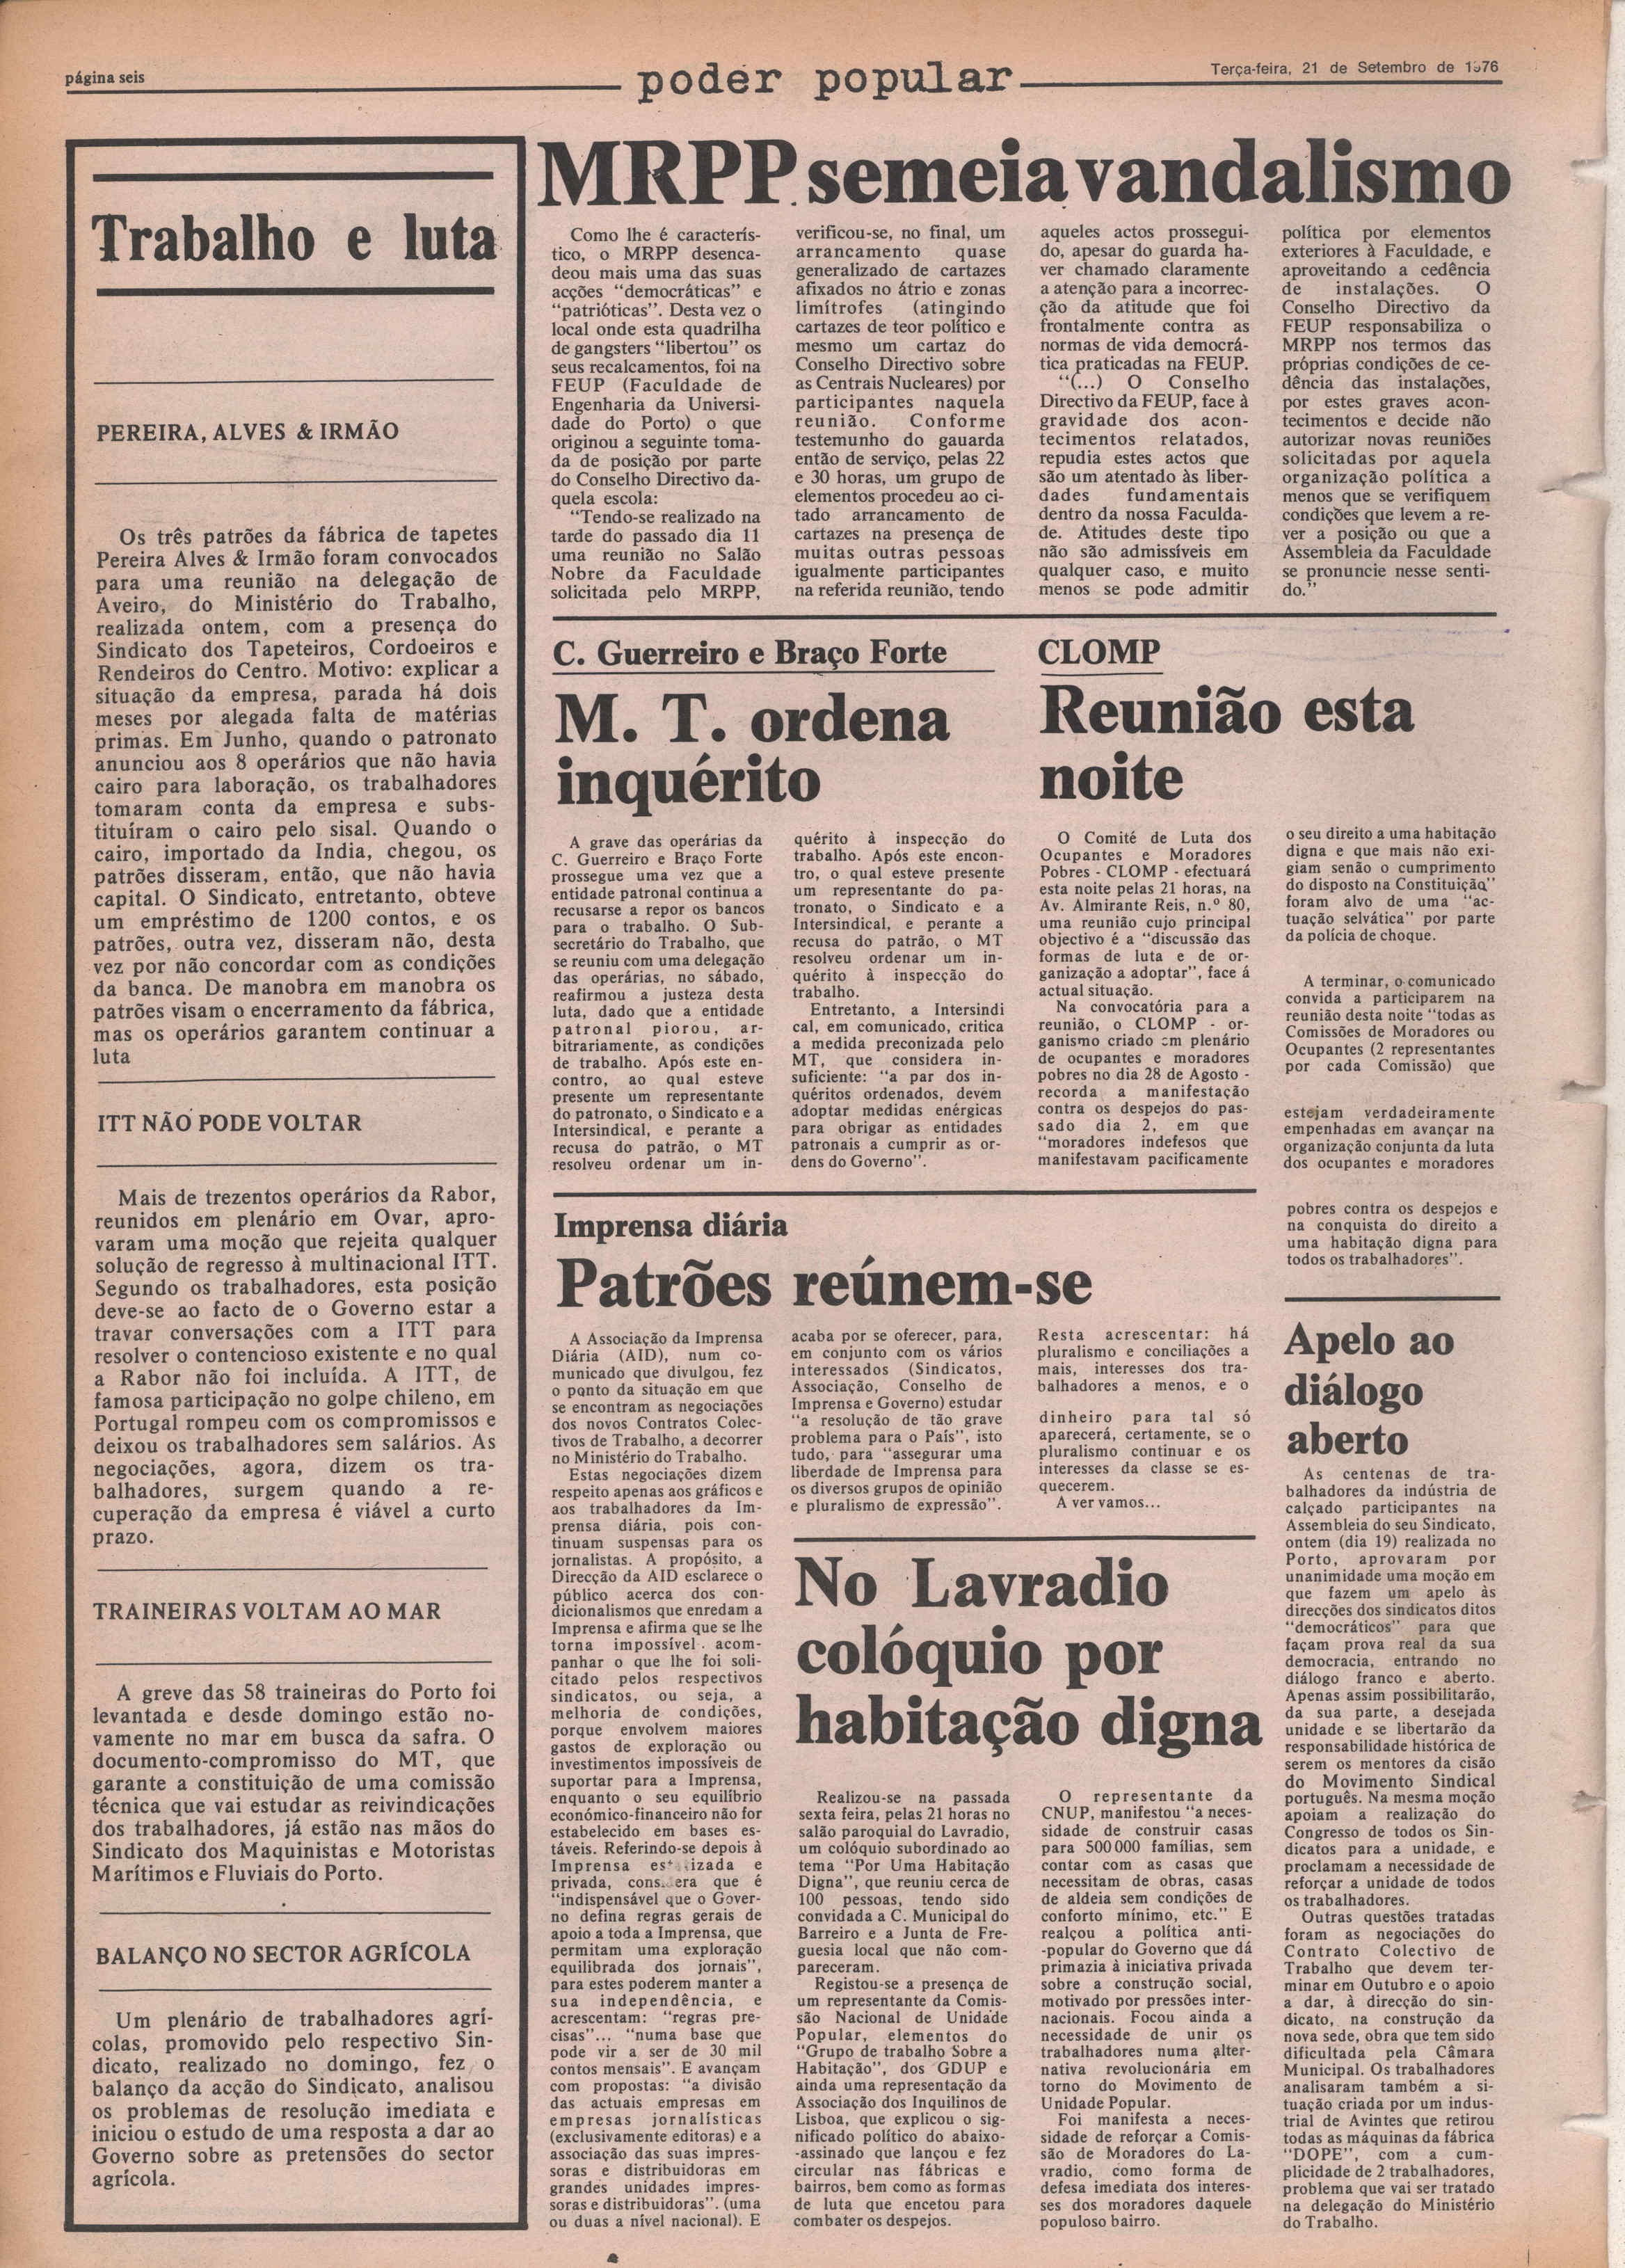 página seis
poder popular
Terça-feira, 21 de Setembro de 1976
Trabalho e luta
PEREIRA, ALVES & IRMÃO
Os três patrões da fábrica de tapetes
Pereira Alves & Irmão foram convocados
para uma reunião na delegação de
Aveiro, do Ministério do Trabalho,
realizada ontem, com a presença do
Sindicato dos Tapeteiros, Cordoeiros e
Rendeiros do Centro. Motivo: explicar a
situação da empresa, parada há dois
meses por alegada falta de matérias
primas. Em Junho, quando o patronato
anunciou aos 8 operários que não havia
cairo para laboração, os trabalhadores
tomaram conta da empresa e subs-
tituíram o cairo pelo sisal. Quando o
cairo, importado da India, chegou, os
patrões disseram, então, que não havia
capital. O Sindicato, entretanto, obteve
um empréstimo de 1200 contos, e os
patrões, outra vez, disseram não, desta
vez por não concordar com as condições
da banca. De manobra em manobra os
patrões visam o encerramento da fábrica,
mas os operários garantem continuar a
luta
ITT NÃO PODE VOLTAR
Mais de trezentos operários da Rabor,
reunidos em plenário em Ovar, apro-
varam uma moção que rejeita qualquer
solução de regresso à multinacional ITT.
Segundo os trabalhadores, esta posição
deve-se ao facto de o Governo estar a
travar conversações com a ITT para
resolver o contencioso existente e no qual
a Rabor não foi incluída. A ITT, de
famosa participação no golpe chileno, em
Portugal rompeu com os compromissos e
deixou os trabalhadores sem salários. As
negociações, agora, dizem os tra-
balhadores, surgem quando a re-
cuperação da empresa é viável a curto
prazo.
TRAINEIRAS VOLTAM AO MAR
A greve das 58 traineiras do Porto foi
levantada e desde domingo estão no-
vamente no mar em busca da safra. O
documento-compromisso do MT, que
garante a constituição de uma comissão
técnica que vai estudar as reivindicações
dos trabalhadores, já estão nas mãos do
Sindicato dos Maquinistas e Motoristas
Marítimos e Fluviais do Porto.
BALANÇO NO SECTOR AGRÍCOLA
Um plenário de trabalhadores agrí-
colas, promovido pelo respectivo Sin-
dicato, realizado no domingo, fez o
balanço da acção do Sindicato, analisou
os problemas de resolução imediata e
iniciou o estudo de uma resposta a dar ao
Governo sobre as pretensões do sector
agrícola.
MRPP semeia vandalismo
Como lhe é caracterís-
tico, o MRPP desenca-
deou mais uma das suas
acções "democráticas" e
"patrióticas". Desta vez o
local onde esta quadrilha
de gangsters "libertou" os
seus recalcamentos, foi na
FEUP (Faculdade de
Engenharia da Universi-
dade do Porto) o que
originou a seguinte toma-
da de posição por parte
do Conselho Directivo da-
quela escola:
"Tendo-se realizado na
tarde do passado dia 11
uma reunião no Salão
Nobre da Faculdade
solicitada pelo MRPP,
verificou-se, no final, um
arrancamento quase
generalizado de cartazes
afixados no átrio e zonas
limítrofes (atingindo
cartazes de teor político e
mesmo um cartaz do
Conselho Directivo sobre
as Centrais Nucleares) por
participantes naquela
reunião. Conforme
testemunho do gauarda
então de serviço, pelas 22
e 30 horas, um grupo de
elementos procedeu ao ci-
tado arrancamento de
cartazes na presença de
muitas outras pessoas
igualmente participantes
na referida reunião, tendo
aqueles actos prossegui-
do, apesar do guarda ha-
ver chamado claramente
a atenção para a incorrec-
ção da atitude que foi
frontalmente contra as
normas de vida democrá-
tica praticadas na FEUP.
"(...) O Conselho
Directivo da FEUP, face à
gravidade dos acon-
tecimentos relatados,
repudia estes actos que
são um atentado às liber-
dades fundamentais
dentro da nossa Faculda-
de. Atitudes deste tipo
não são admissíveis em
qualquer caso, e muito
menos se pode admitir
política por elementos
exteriores à Faculdade, e
aproveitando a cedência
de instalações. O
Conselho Directivo da
FEUP responsabiliza o
MRPP nos termos das
próprias condições de ce-
dência das instalações,
por estes graves acon-
tecimentos e decide não
autorizar novas reuniões
solicitadas por aquela
organização política a
menos que se verifiquem
condições que levem a re-
ver a posição ou que a
Assembleia da Faculdade
se pronuncie nesse senti-
do."
C. Guerreiro e Braço Forte
M. T. ordena
inquérito
A grave das operárias da
C. Guerreiro e Braço Forte
prossegue uma vez que a
entidade patronal continua a
recusarse a repor os bancos
para o trabalho. O Sub-
secretário do Trabalho, que
se reuniu com uma delegação
das operárias, no sábado,
reafirmou a justeza desta
luta, dado que a entidade
patronal piorou, ar-
bitrariamente, as condições
de trabalho. Após este en-
contro, ao qual esteve
presente um representante
do patronato, o Sindicato e a
Intersindical, e perante a
recusa do patrão, o MT
resolveu ordenar um in-
quérito à inspecção do
trabalho. Após este encon-
tro, o qual esteve presente
um representante do pa-
tronato, o Sindicato e a
Intersindical, e perante a
recusa do patrão, o MT
resolveu ordenar um in-
quérito à inspecção do
trabalho.
Entretanto, a Intersindi
cal, em comunicado, critica
a medida preconizada pelo
MT, que considera in-
suficiente: "a par dos in-
quéritos ordenados, devem
adoptar medidas enérgicas
para obrigar as entidades
patronais a cumprir as or-
dens do Governo".
CLOMP
Reunião esta
noite
O Comité de Luta dos
Ocupantes e Moradores
Pobres - CLOMP - efectuará
esta noite pelas 21 horas, na
Av. Almirante Reis, n.º 80,
uma reunião cujo principal
objectivo é a "discussão das
formas de luta e de or-
ganização a adoptar", face á
actual situação.
Na convocatória para a
reunião, o CLOMP - or-
ganismo criado em plenário
de ocupantes e moradores
pobres no dia 28 de Agosto -
recorda a manifestação
contra os despejos do pas-
sado dia 2, em que
"moradores indefesos que
manifestavam pacificamente
o seu direito a uma habitação
digna e que mais não exi-
giam senão o cumprimento
do disposto na Constituição"
foram alvo de uma "ac-
tuação selvática" por parte
da polícia de choque.
A terminar, o comunicado
convida a participarem na
reunião desta noite "todas as
Comissões de Moradores ou
Ocupantes (2 representantes
por cada Comissão) que
estejam verdadeiramente
empenhadas em avançar na
organização conjunta da luta
dos ocupantes e moradores
pobres contra os despejos e
na conquista do direito a
uma habitação digna para
todos os trabalhadores".
Imprensa diária
Patrões reúnem-se
A Associação da Imprensa
Diária (AID), num co-
municado que divulgou, fez
o ponto da situação em que
se encontram as negociações
dos novos Contratos Colec-
tivos de Trabalho, a decorrer
no Ministério do Trabalho.
Estas negociações dizem
respeito apenas aos gráficos e
aos trabalhadores da Im-
prensa diária, pois con-
tinuam suspensas para os
jornalistas. A propósito, a
Direcção da AID esclarece o
público acerca dos con-
dicionalismos que enredam a
Imprensa e afirma que se lhe
torna impossível acom-
panhar o que lhe foi soli-
citado pelos respectivos
sindicatos, ou seja, a
melhoria de condições,
porque envolvem maiores
gastos de exploração ou
investimentos impossíveis de
suportar para a Imprensa,
enquanto o seu equilíbrio
económico-financeiro não for
estabelecido em bases es-
táveis. Referindo-se depois à
Imprensa e
privada, que é
"indispensável que o Gover-
no defina regras gerais de
apoio a toda a Imprensa, que
permitam uma exploração
equilibrada dos jornais",
para estes poderem manter a
sua independência, e
acrescentam: "regras pre-
cisas"... "numa base que
pode vir a ser de 30 mil
contos mensais". E avançam
com propostas: "a divisão
das actuais empresas em
empresas jornalísticas
(exclusivamente editoras) e a
associação das suas impres-
soras e distribuidoras em
grandes unidades impres-
soras e distribuidoras". (uma
ou duas a nível nacional). E
acaba por se oferecer, para,
em conjunto com os vários
interessados (Sindicatos,
Associação, Conselho de
Imprensa e Governo) estudar
"a resolução de tão grave
problema para o País", isto
tudo, para "assegurar uma
liberdade de Imprensa para
os diversos grupos de opinião
e pluralismo de expressão".
Resta acrescentar: há
pluralismo e conciliações a
mais, interesses dos tra-
balhadores a menos, e o
dinheiro para tal só
aparecerá, certamente, se o
pluralismo continuar e os
interesses da classe se es-
quecerem.
A ver vamos...
No Lavradio
colóquio por
habitação digna
Realizou-se na passada
sexta feira, pelas 21 horas no
salão paroquial do Lavradio,
um colóquio subordinado ao
tema "Por Uma Habitação
Digna", que reuniu cerca de
100 pessoas, tendo sido
convidada a C. Municipal do
Barreiro e a Junta de Fre-
guesia local que não com-
pareceram.
Registou-se a presença de
um representante da Comis-
são Nacional de Unidade
Popular, elementos do
"Grupo de trabalho Sobre a
Habitação", dos GDUP e
ainda uma representação da
Associação dos Inquilinos de
Lisboa, que explicou o sig-
nificado político do abaixo-
-assinado que lançou e fez
circular nas fábricas e
bairros, bem como as formas
de luta que encetou para
combater os despejos.
O representante da
CNUP, manifestou "a neces-
sidade de construir casas
para 500 000 famílias, sem
contar com as casas que
necessitam de obras, casas
de aldeia sem condições de
conforto mínimo, etc." E
realçou a política anti-
-popular do Governo que dá
primazia à iniciativa privada
sobre a construção social,
motivado por pressões inter-
nacionais. Focou ainda a
necessidade de unir os
trabalhadores numa alter-
nativa revolucionária em
torno do Movimento de
Unidade Popular.
Foi manifesta a neces-
sidade de reforçar a Comis-
são de Moradores do La-
vradio, como forma de
defesa imediata dos interes-
ses dos moradores daquele
populoso bairro.
Apelo ao
diálogo
aberto
As centenas de tra-
balhadores da indústria de
calçado participantes na
Assembleia do seu Sindicato,
ontem (dia 19) realizada no
Porto, aprovaram por
unanimidade uma moção em
que fazem um apelo às
direcções dos sindicatos ditos
"democráticos" para que
façam prova real da sua
democracia, entrando no
diálogo franco e aberto.
Apenas assim possibilitarão,
da sua parte, a desejada
unidade e se libertarão da
responsabilidade histórica de
serem os mentores da cisão
do Movimento Sindical
português. Na mesma moção
apoiam a realização do
Congresso de todos os Sin-
dicatos para a unidade, e
proclamam a necessidade de
reforçar a unidade de todos
os trabalhadores.
Outras questões tratadas
foram as negociações do
Contrato Colectivo de
Trabalho que devem ter-
minar em Outubro e o apoio
a dar, à direcção do sin-
dicato, na construção da
nova sede, obra que tem sido
dificultada pela Câmara
Municipal. Os trabalhadores
analisaram também a si-
tuação criada por um indus-
trial de Avintes que retirou
todas as máquinas da fábrica
"DOPE", com a cum-
plicidade de 2 trabalhadores,
problema que vai ser tratado
na delegação do Ministério
do Trabalho.